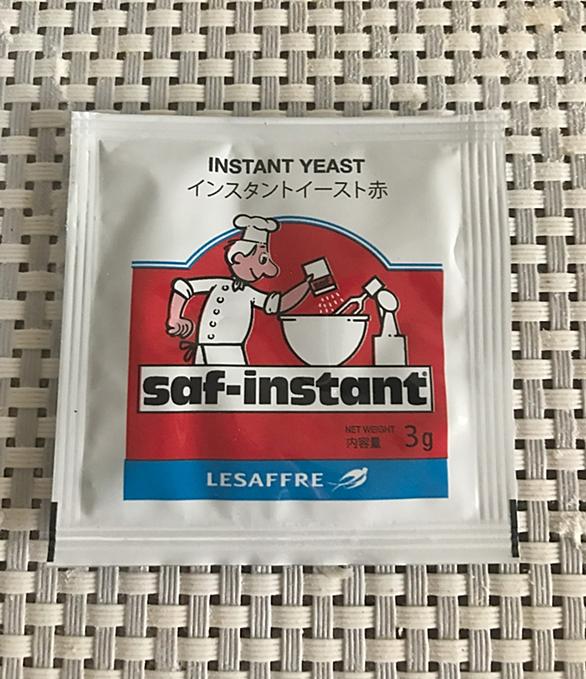 INSTANT YEAST
インスタントイースト赤
saf-instant®
NET WEIGHT
内容量 3g
LESAFFRE